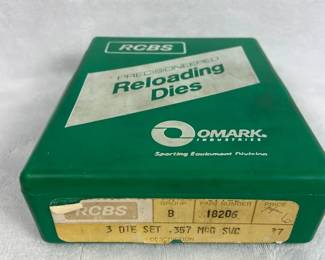 RCBS
PRECISIONEERED
Reloading
Dies
OMARK
INDUSTRIES
Sporting Equipment Division
RCBS
GROUP
B
PART NUMBER
18206
PRICE
3 DIE SET .357 MAG SWC
DESCRIPTION